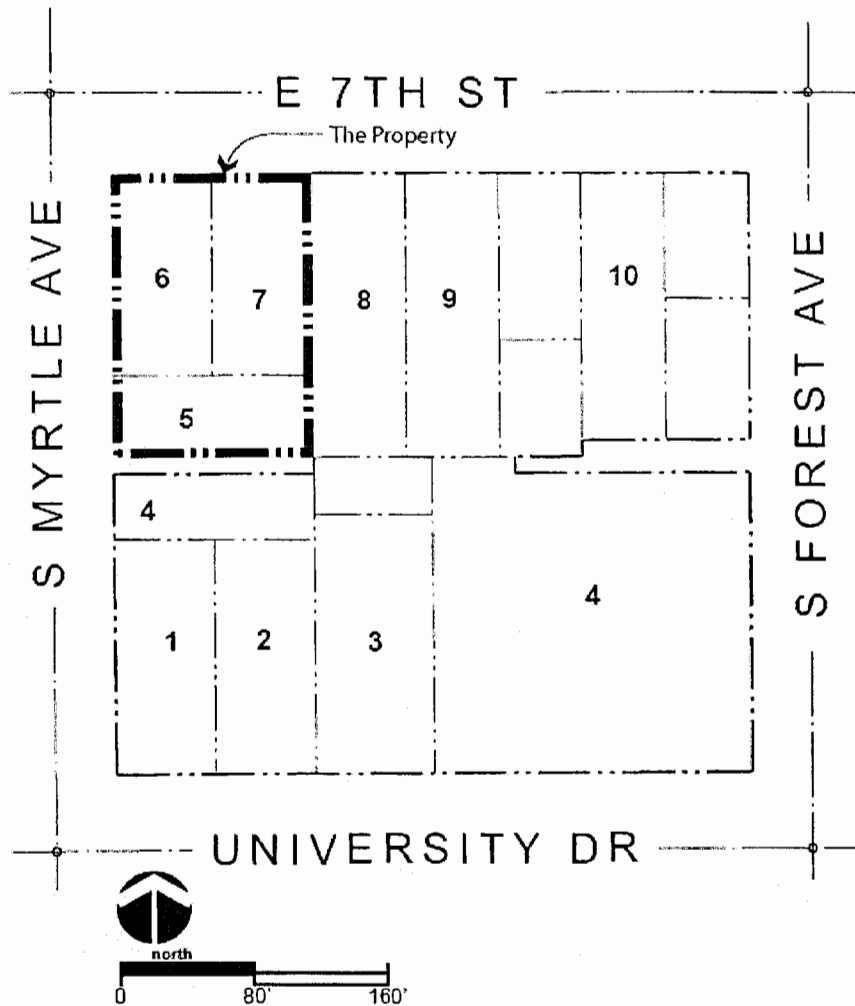 E 7TH ST
The Property
S MYRTLE AVE
S FOREST AVE
6
7
8
9
10
5
4
4
1
2
3
UNIVERSITY DR
north
0 80' 160'